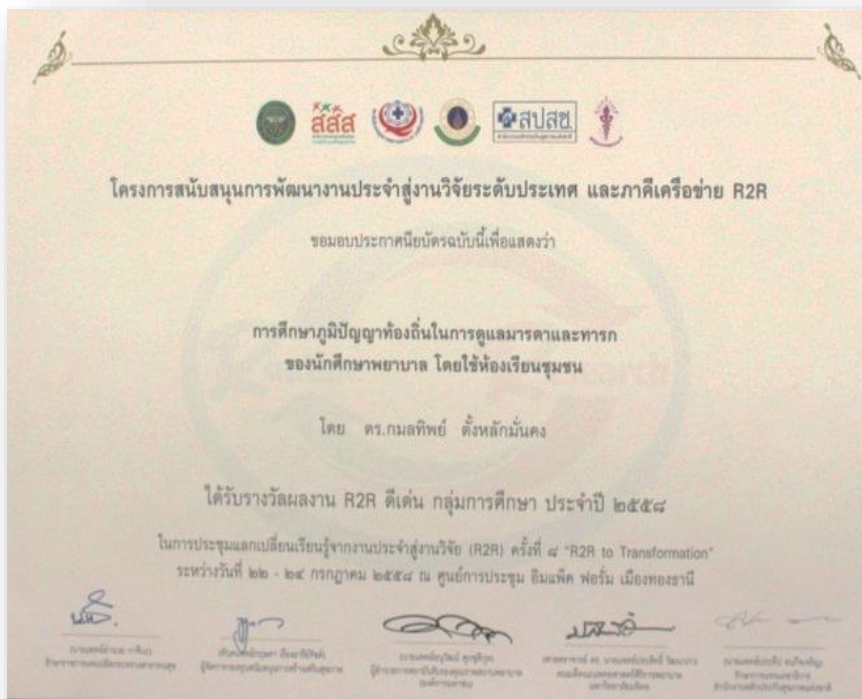 สสส
สปสช.
โครงการสนับสนุนการพัฒนางานประจำสู่งานวิจัยระดับประเทศ และภาคีเครือข่าย R2R
ขอมอบประกาศนียบัตรฉบับนี้เพื่อแสดงว่า
การศึกษาภูมิปัญญาท้องถิ่นในการดูแลมารดาและทารก
ของนักศึกษาพยาบาล โดยใช้ห้องเรียนชุมชน
โดย ดร.กมลทิพย์ ตั้งหลักมั่นคง
ได้รับรางวัลผลงาน R2R ดีเด่น กลุ่มการศึกษา ประจำปี ๒๕๕๘
ในการประชุมแลกเปลี่ยนเรียนรู้จากงานประจำสู่งานวิจัย (R2R) ครั้งที่ ๘ "R2R to Transformation"
ระหว่างวันที่ ๒๒ - ๒๔ กรกฎาคม ๒๕๕๘ ณ ศูนย์การประชุม อิมแพ็ค ฟอรั่ม เมืองทองธานี